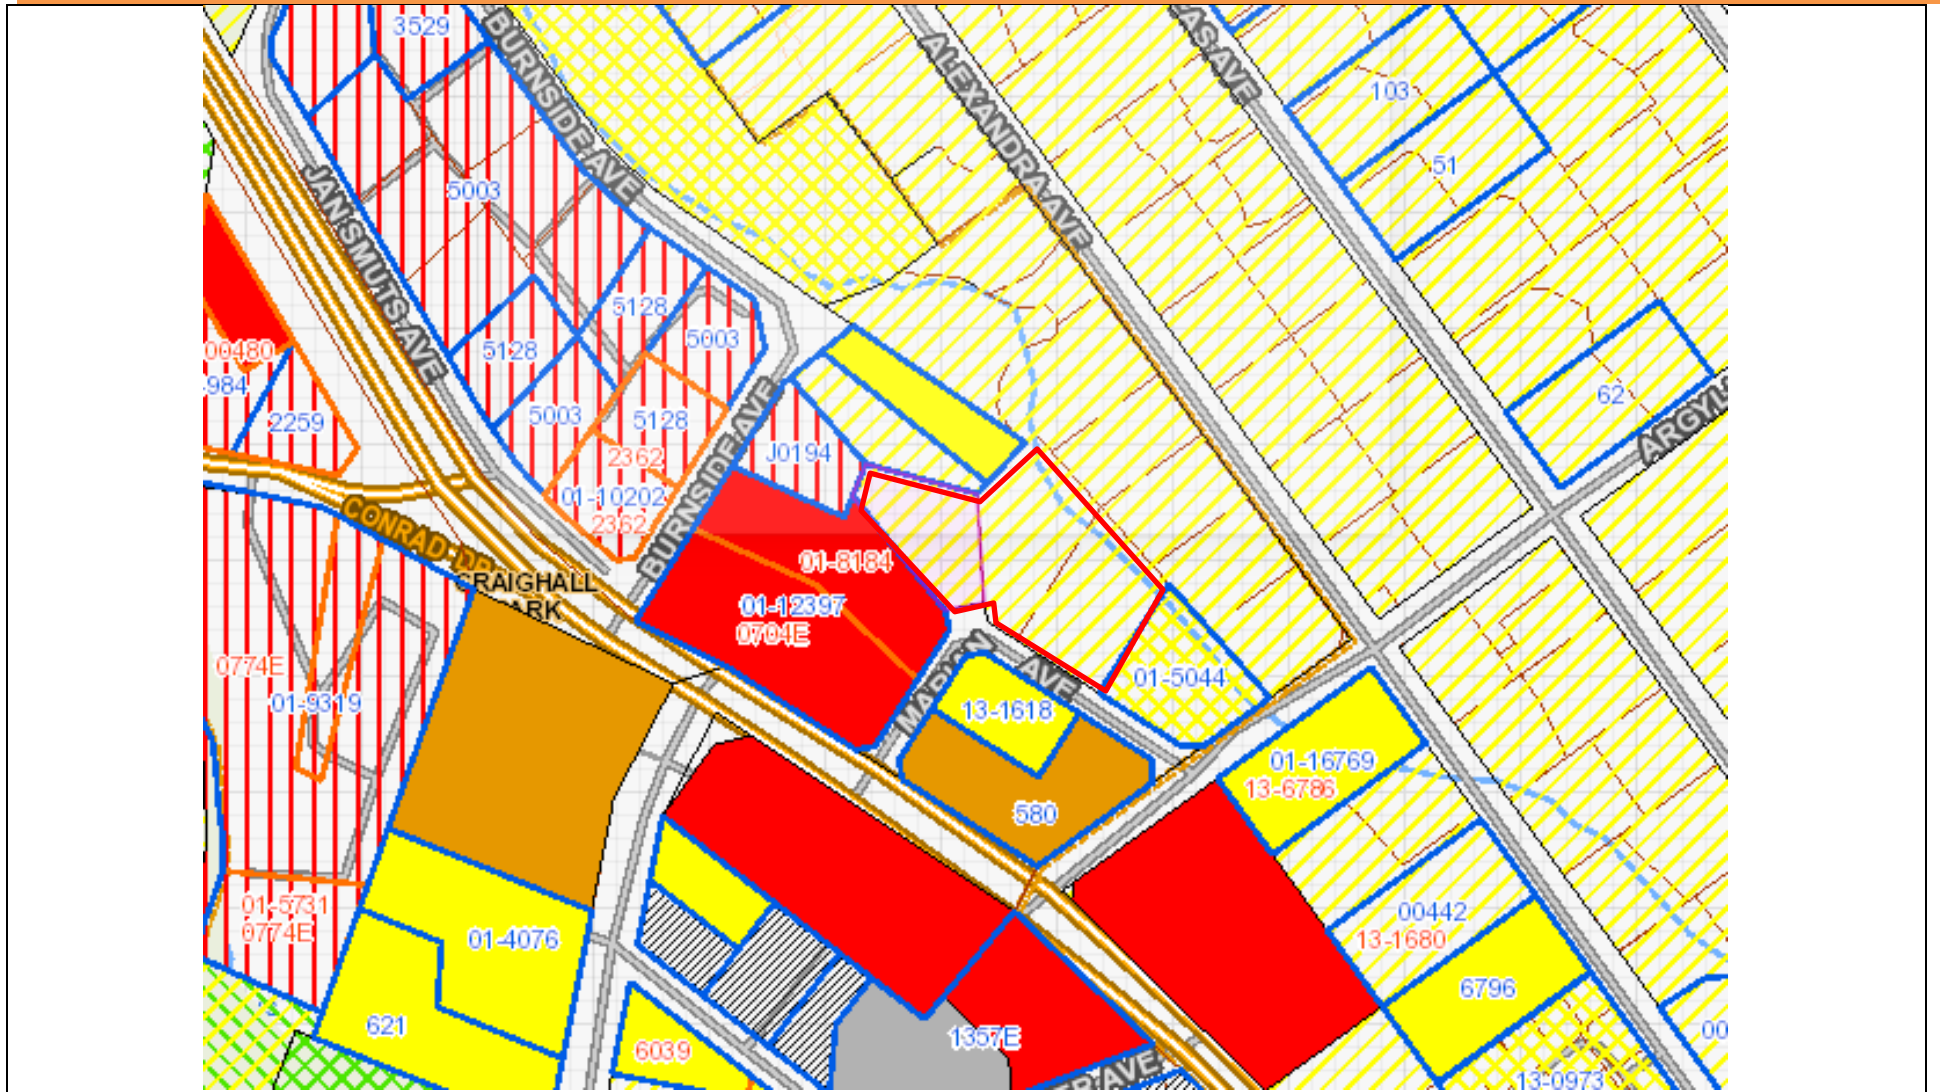 3529
BURNSIDE AVE
ALEXANDRA AVE
AS AVE
103
51
5003
JAN SMUTS AVE
5128
5003
5128
00480
984
2259
5003
5128
2362
01-10202
2362
BURNSIDE AVE
J0194
62
ARGYL
CONRAD DR
CRAIGHALL
PARK
01-8184
01-12397
0704E
0774E
01-9319
MARION
AVE
01-5044
13-1618
01-16769
13-6786
580
01-5731
0774E
01-4076
00442
13-1680
6796
621
6039
1357E
00
ER AVE
13-0973